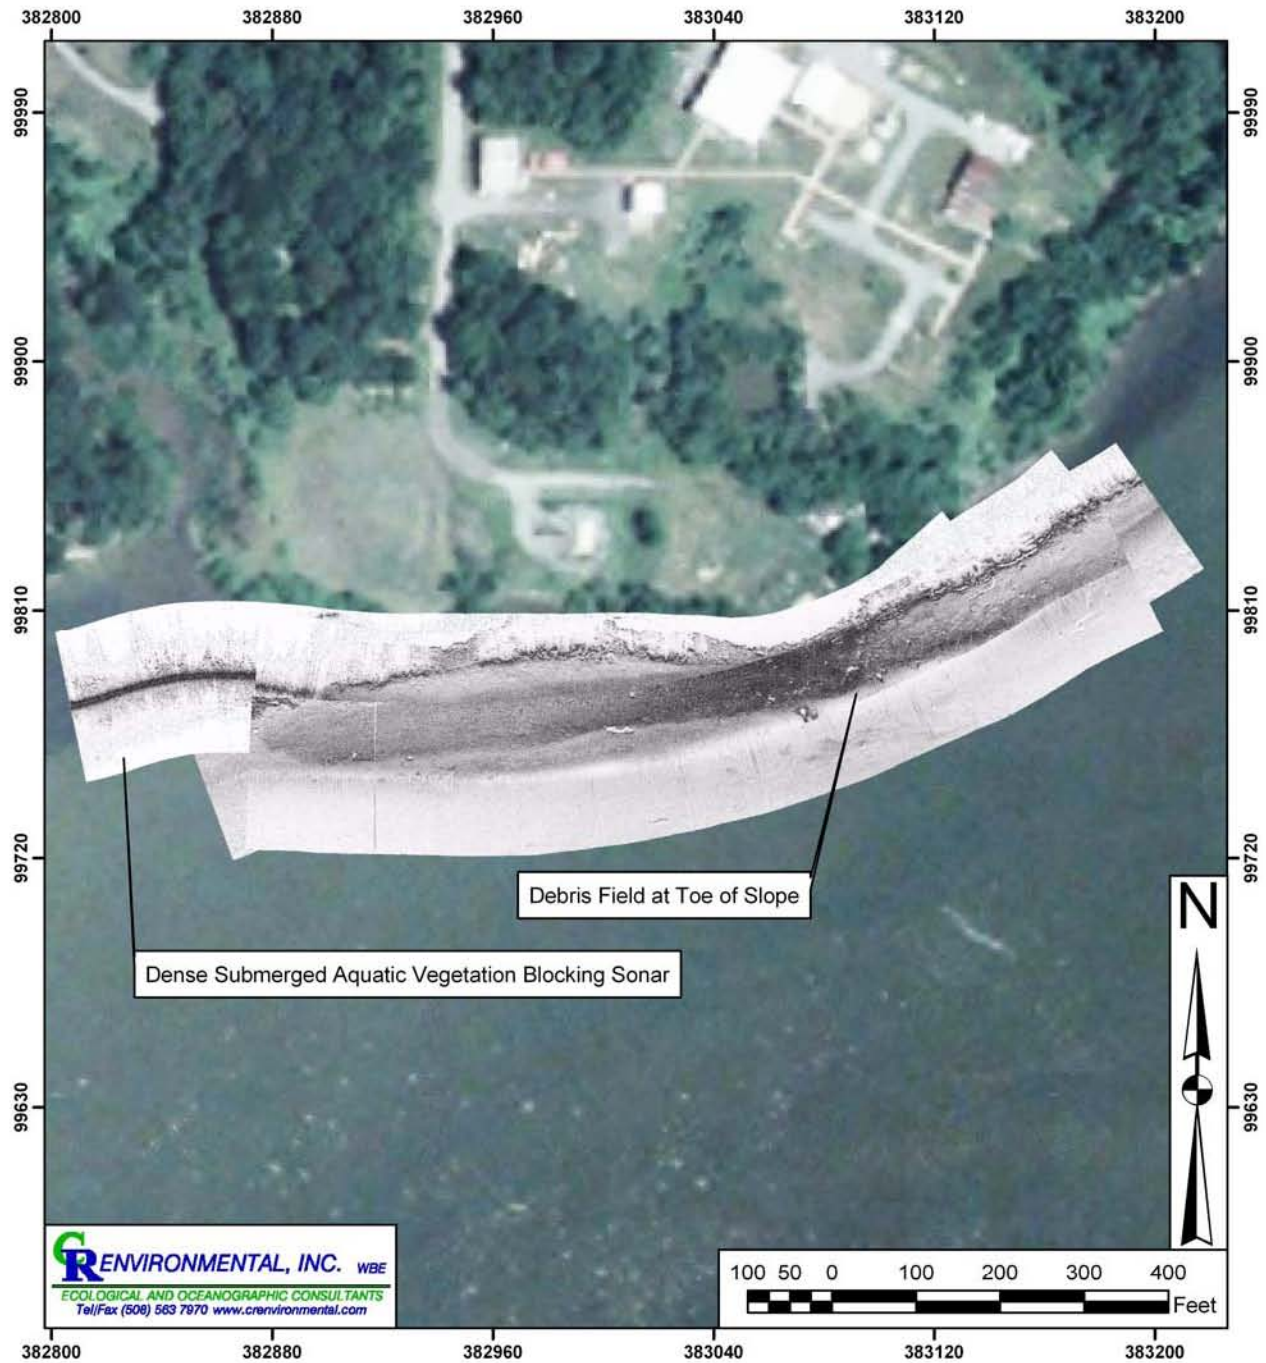 382800 382880 382960 383040 383120 383200
99990 99990
99900 99900
99810 99810
99720 99720
Debris Field at Toe of Slope
N
Dense Submerged Aquatic Vegetation Blocking Sonar
99630 99630
CR ENVIRONMENTAL, INC. WBE
ECOLOGICAL AND OCEANOGRAPHIC CONSULTANTS
Tel/Fax (508) 563 7970 www.crenvironmental.com
100 50 0 100 200 300 400
Feet
382800 382880 382960 383040 383120 383200